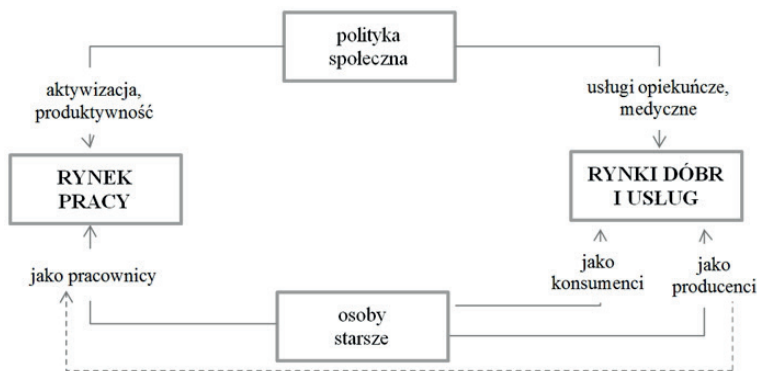 polityka
społeczna
aktywizacja,
produktywność
usługi opiekuńcze,
medyczne
RYNEK
PRACY
RYNKI DÓBR
I USŁUG
jako pracownicy
jako
konsumenci
jako
producenci
osoby
starsze